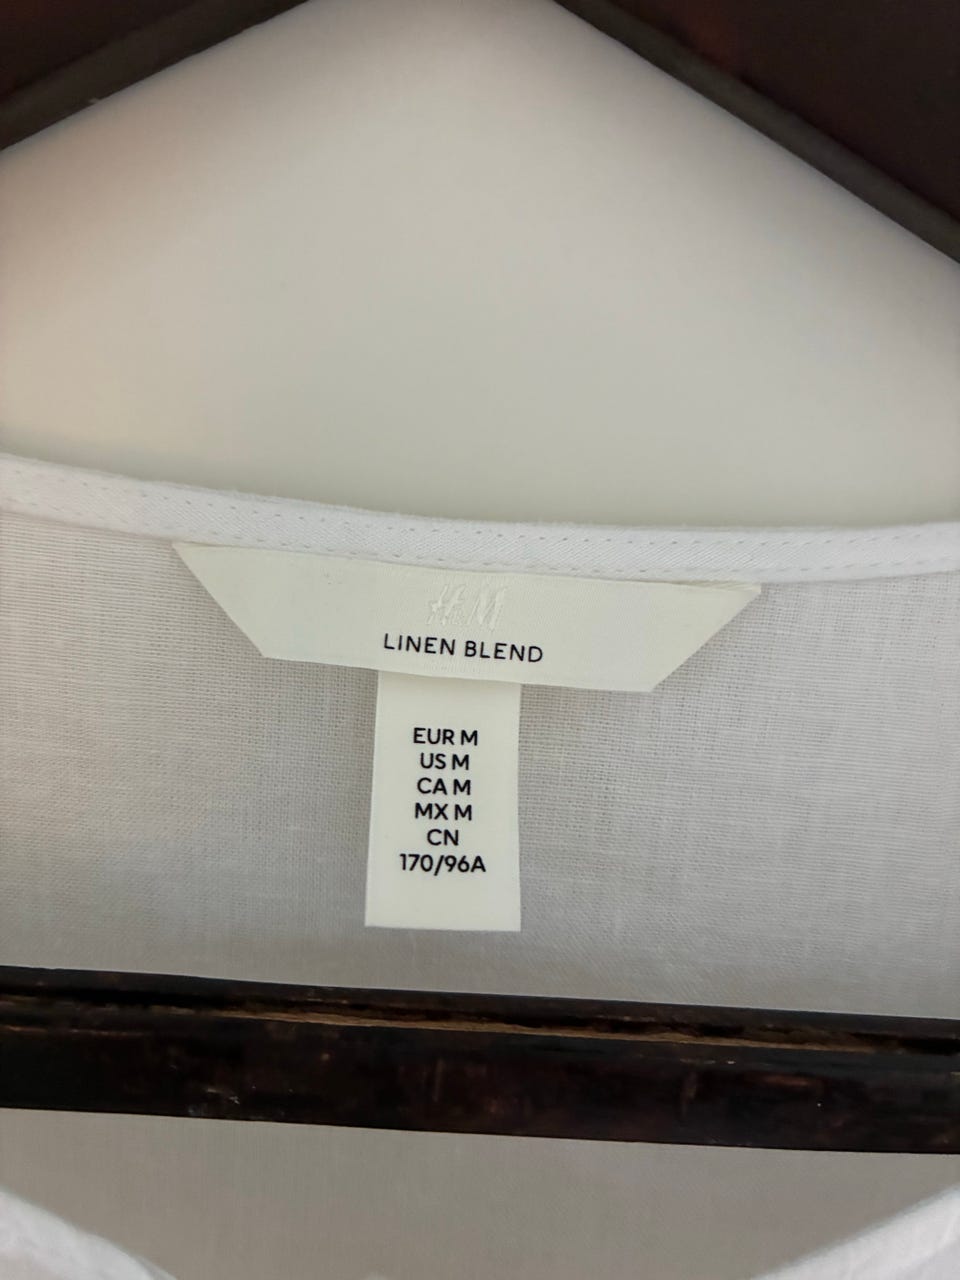 H&M
LINEN BLEND
EUR M
US M
CA M
MX M
CN
170/96A